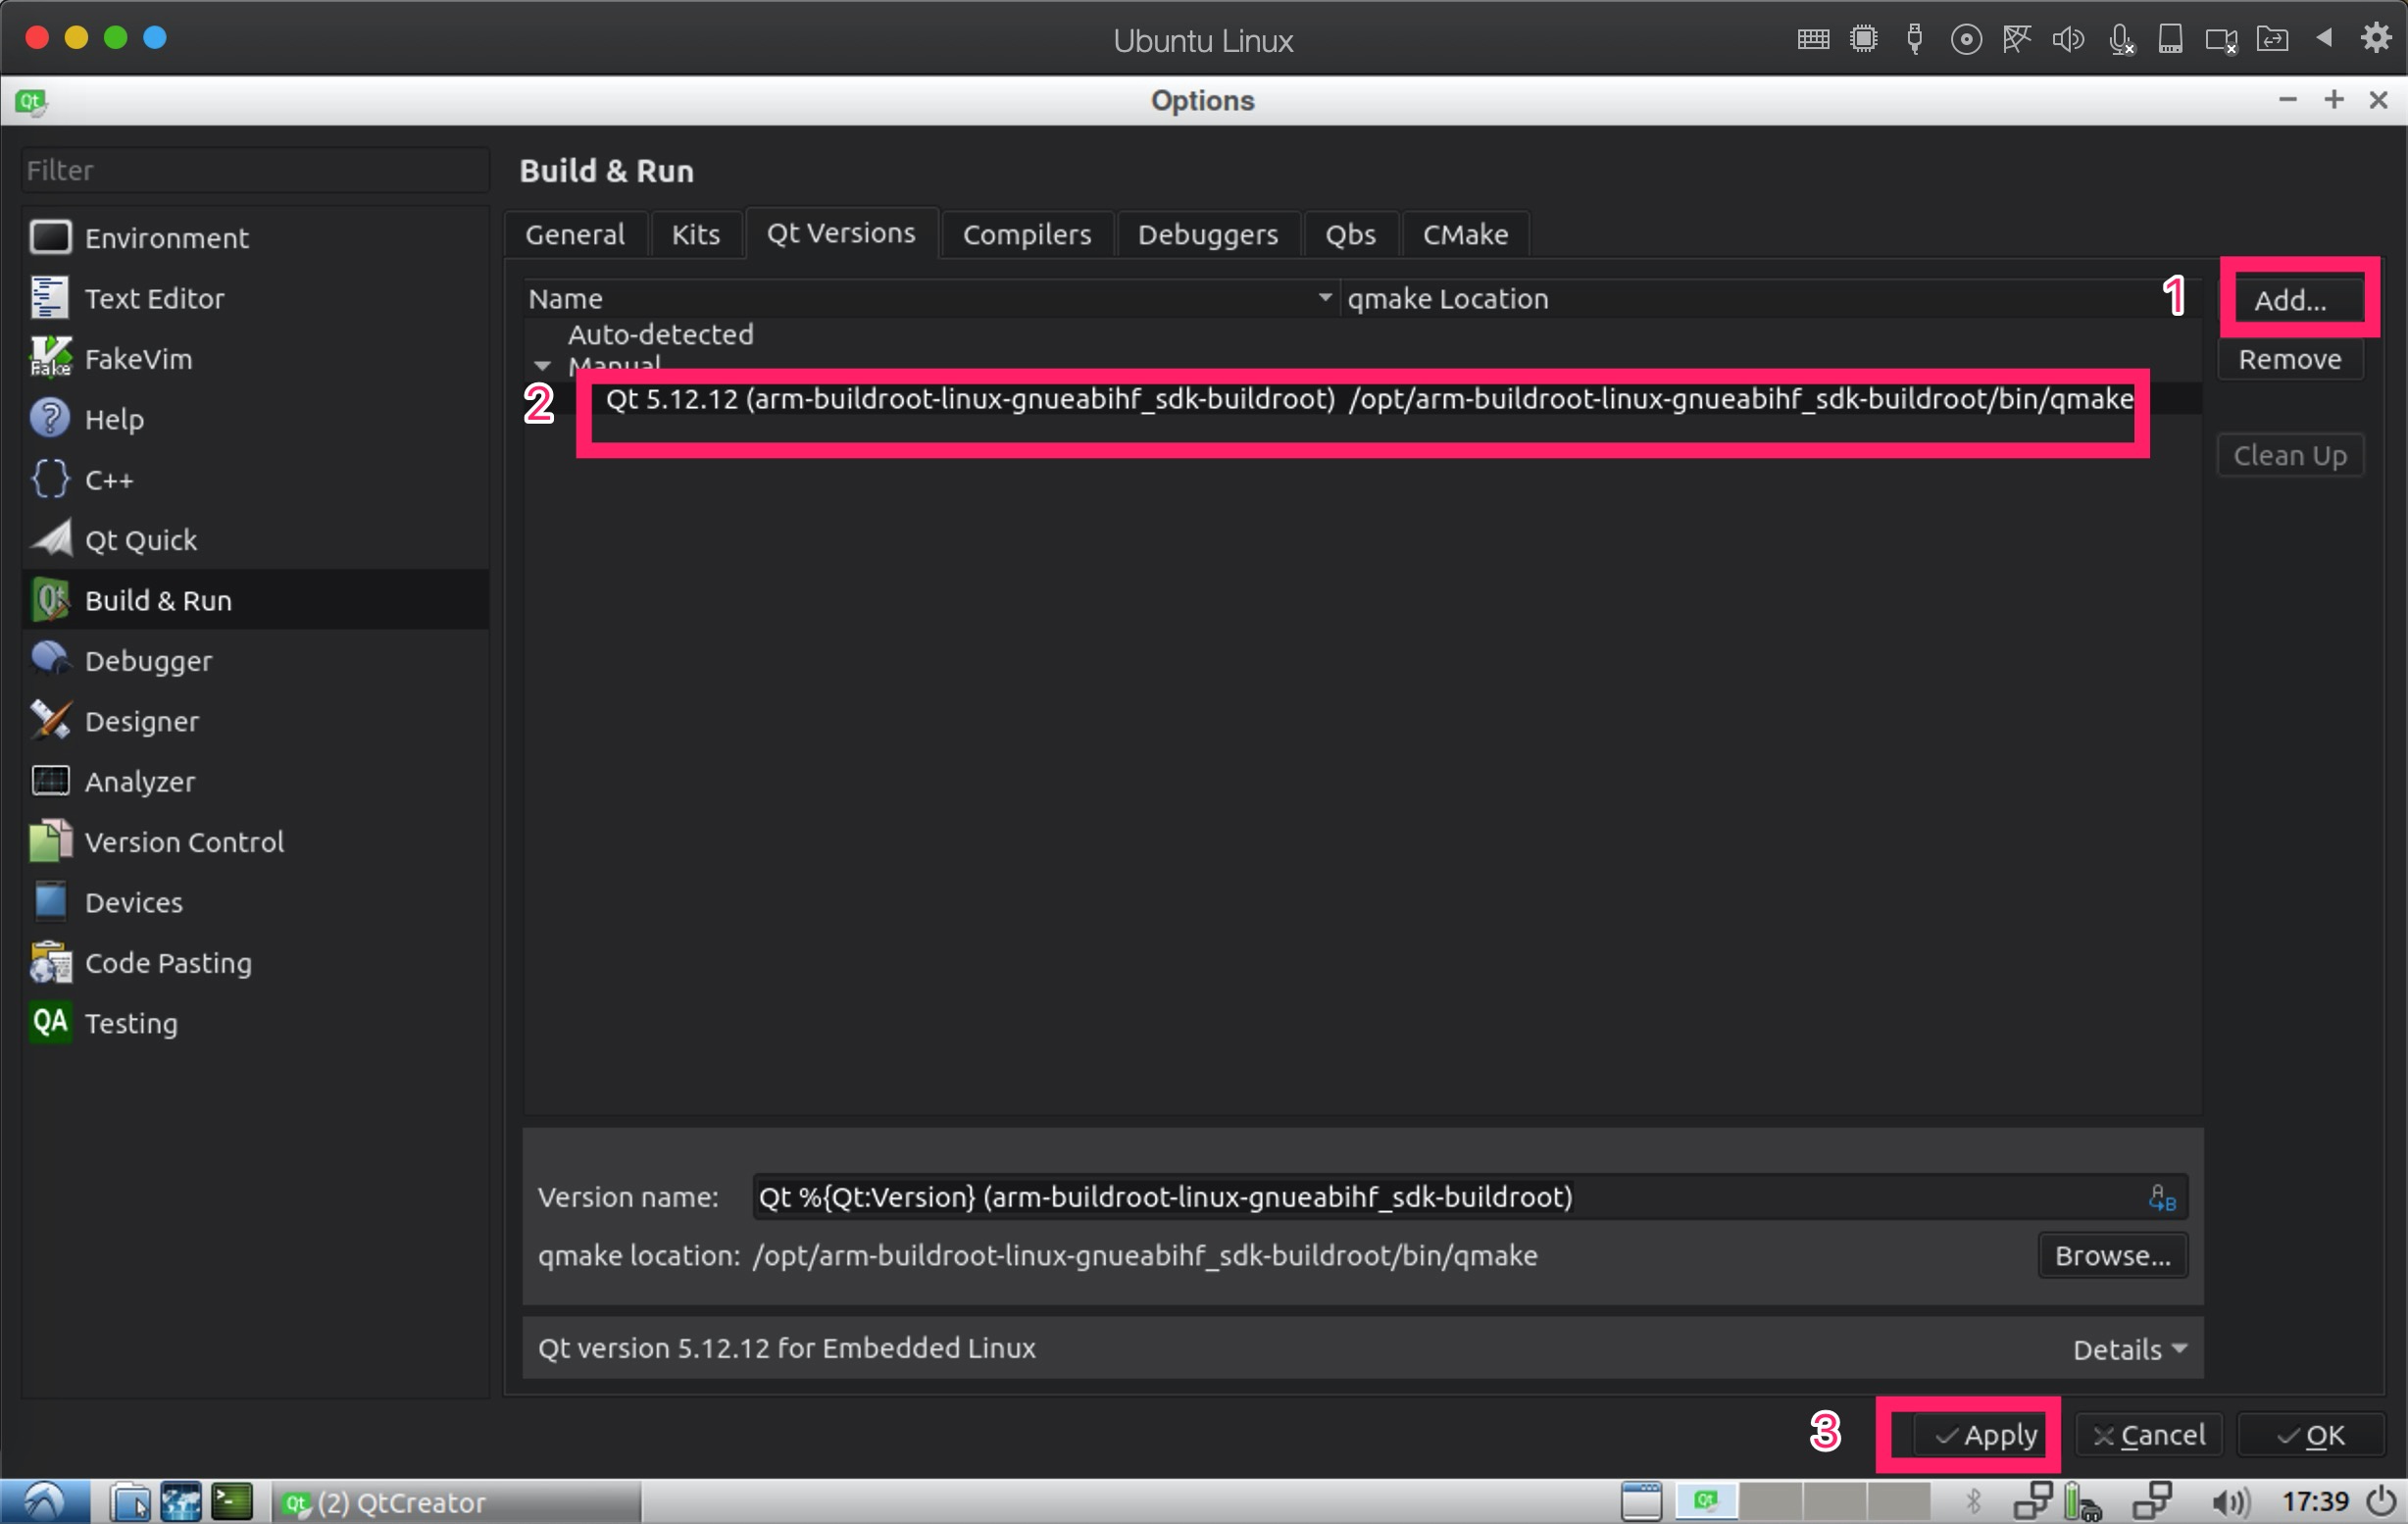 Ubuntu Linux
Options
Filter
Build & Run
Environment
Text Editor
FakeVim
Help
C++
Qt Quick
Build & Run
Debugger
Designer
Analyzer
Version Control
Devices
Code Pasting
QA Testing
General Kits Qt Versions Compilers Debuggers Qbs CMake
Name qmake Location
Auto-detected
Manual
2 Qt 5.12.12 (arm-buildroot-linux-gnueabihf_sdk-buildroot) /opt/arm-buildroot-linux-gnueabihf_sdk-buildroot/bin/qmake
1 Add...
Remove
Clean Up
Version name: Qt %{Qt:Version} (arm-buildroot-linux-gnueabihf_sdk-buildroot)
qmake location: /opt/arm-buildroot-linux-gnueabihf_sdk-buildroot/bin/qmake Browse...
Qt version 5.12.12 for Embedded Linux Details
3 Apply Cancel OK
Qt (2) QtCreator 17:39